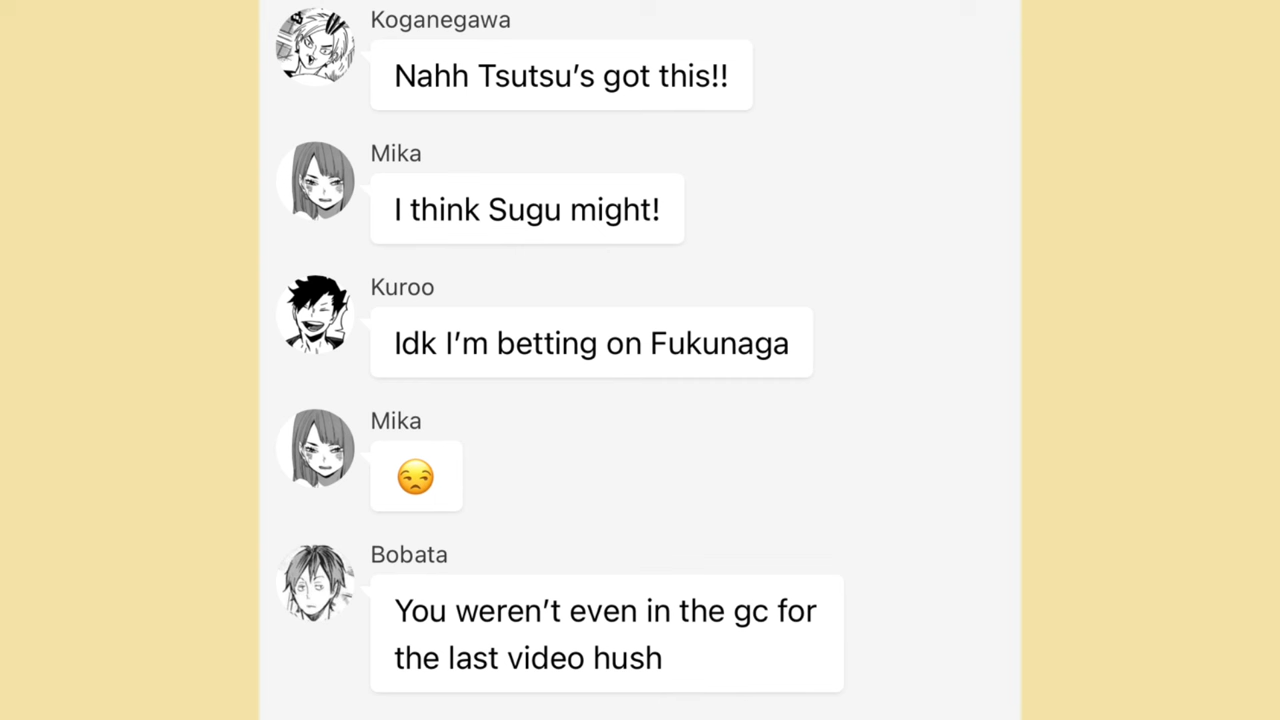 Koganegawa
Nahh Tsutsu’s got this!!
Mika
I think Sugu might!
Kuroo
Idk I’m betting on Fukunaga
Mika
😒
Bobata
You weren’t even in the gc for
the last video hush